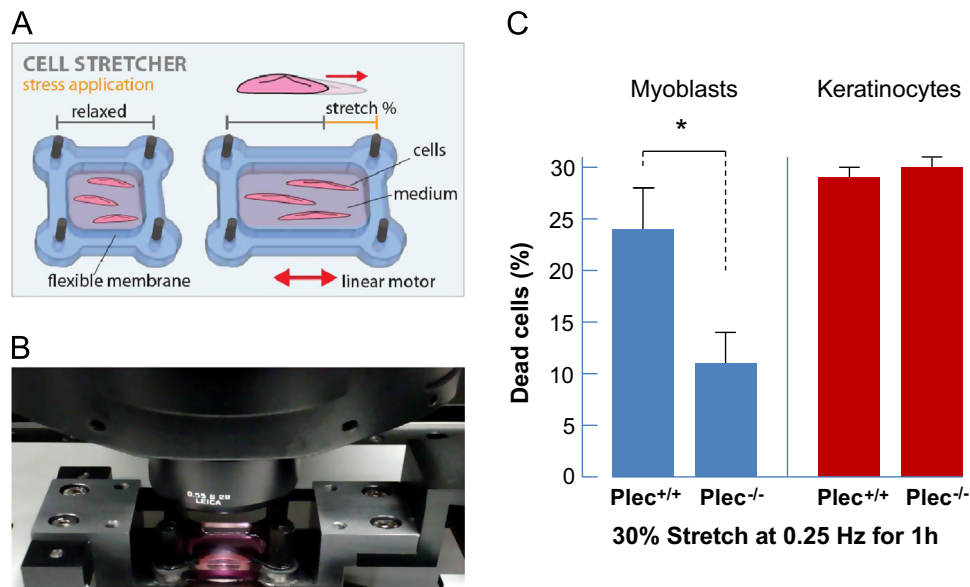 A
CELL STRETCHER
stress application
relaxed
stretch %
cells
medium
flexible membrane
linear motor
B
0.55 G 28
LEICA
C
Myoblasts
Keratinocytes
*
Dead cells (%)
30
25
20
15
10
5
0
Plec+/+
Plec-/-
Plec+/+
Plec-/-
30% Stretch at 0.25 Hz for 1h